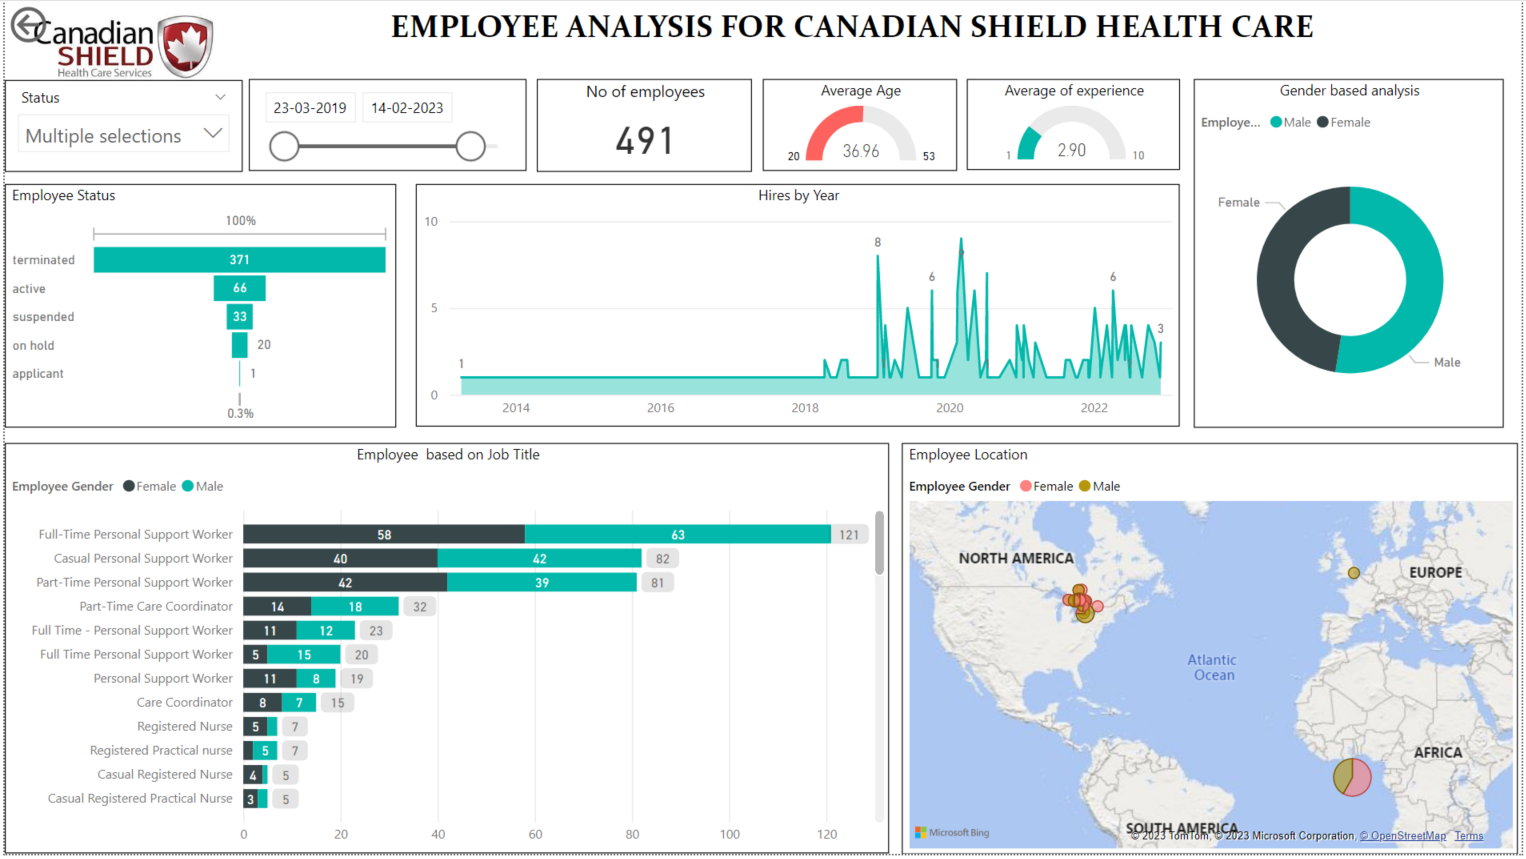 Canadian
SHIELD
Health Care Services
EMPLOYEE ANALYSIS FOR CANADIAN SHIELD HEALTH CARE
Status
Multiple selections
23-03-2019
14-02-2023
No of employees
491
Average Age
20
36.96
53
Average of experience
1
2.90
10
Gender based analysis
Employe... Male Female
Female
Male
Employee Status
100%
terminated 371
active 66
suspended 33
on hold 20
applicant 1
0.3%
Hires by Year
10
5
0
1
8
6
6
3
2014 2016 2018 2020 2022
Employee based on Job Title
Employee Gender Female Male
Full-Time Personal Support Worker 58 63 121
Casual Personal Support Worker 40 42 82
Part-Time Personal Support Worker 42 39 81
Part-Time Care Coordinator 14 18 32
Full Time - Personal Support Worker 11 12 23
Full Time Personal Support Worker 5 15 20
Personal Support Worker 11 8 19
Care Coordinator 8 7 15
Registered Nurse 5 7
Registered Practical nurse 5 7
Casual Registered Nurse 4 5
Casual Registered Practical Nurse 3 5
0 20 40 60 80 100 120
Employee Location
Employee Gender Female Male
NORTH AMERICA
EUROPE
Atlantic
Ocean
AFRICA
SOUTH AMERICA
Microsoft Bing
© 2023 TomTom, © 2023 Microsoft Corporation, © OpenStreetMap Terms